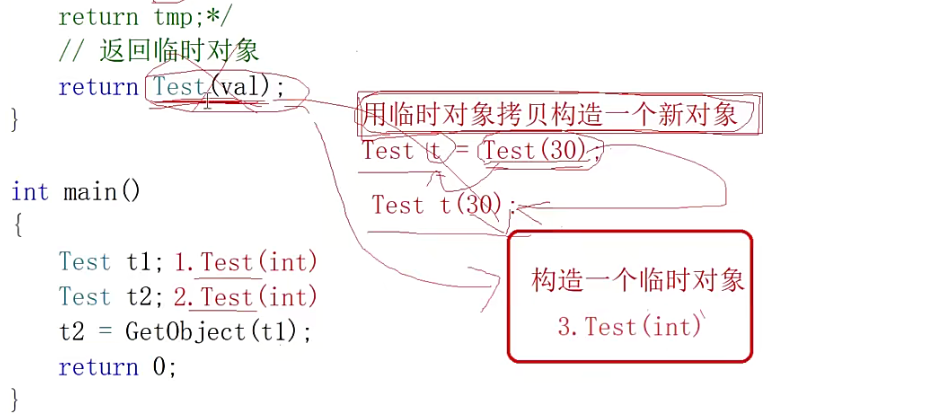 return tmp;*/
// 返回临时对象
return Test(val);
}
用临时对象拷贝构造一个新对象
Test t = Test(30);
Test t(30);
int main()
{
Test t1; 1.Test(int)
Test t2; 2.Test(int)
t2 = GetObject(t1);
return 0;
}
构造一个临时对象
3.Test(int)